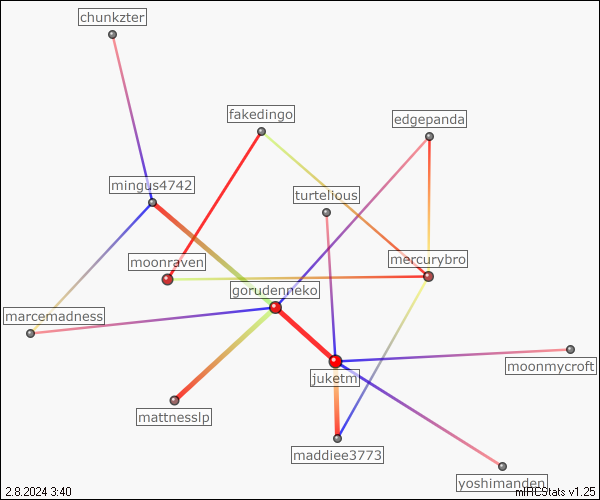 chunkzter
fakedingo
edgepanda
mingus4742
turtelious
moonraven
mercurybro
gorudenneko
marcemadness
moonmycroft
juketm
mattnesslp
maddiee3773
yoshimanden
2.8.2024 3:40
mIRCStats v1.25